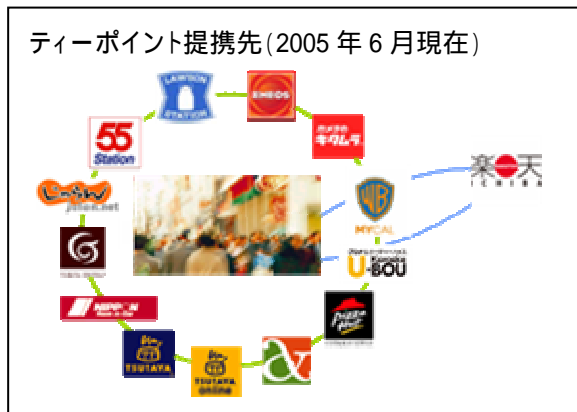 ティーポイント提携先(2005 年 6 月現在)
LAWSON
STATION
ENEOS
カメラの
キタムラ
55
Station
楽天
ICHIBA
じゃらん
jalan.net
WB
MYCAL
U-BOU
NIPPON
Rent-A-Car
Pizza
Hut
TSUTAYA
TSUTAYA
online
&